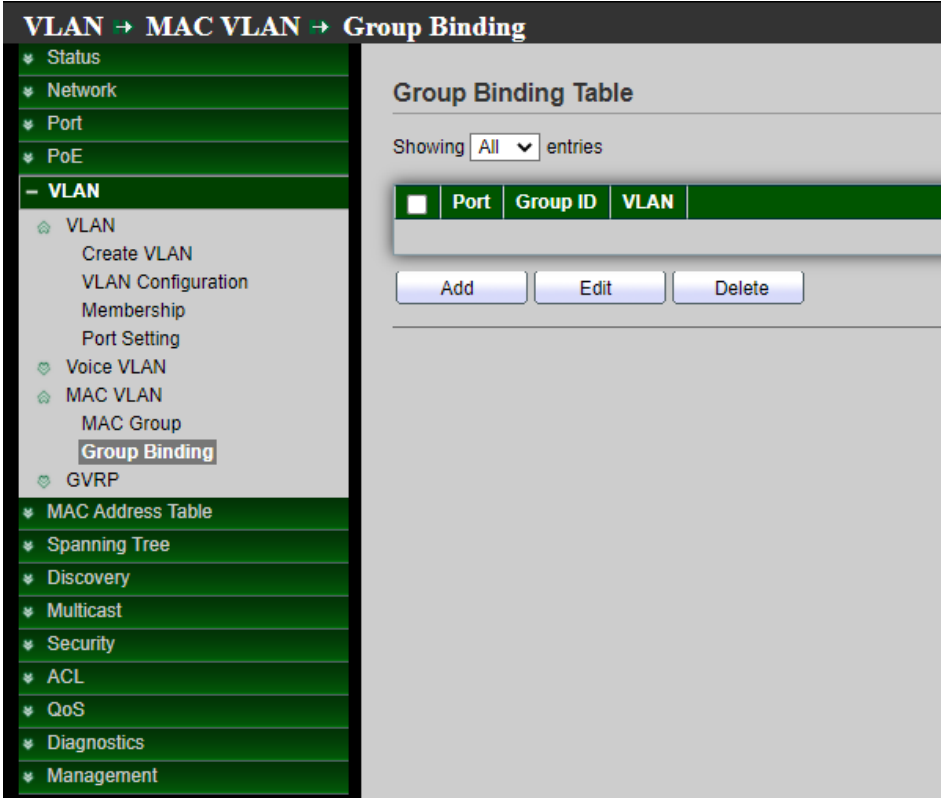 VLAN → MAC VLAN → Group Binding
Status
Network
Port
PoE
VLAN
VLAN
Create VLAN
VLAN Configuration
Membership
Port Setting
Voice VLAN
MAC VLAN
MAC Group
Group Binding
GVRP
MAC Address Table
Spanning Tree
Discovery
Multicast
Security
ACL
QoS
Diagnostics
Management
Group Binding Table
Showing All entries
Port Group ID VLAN
Add Edit Delete